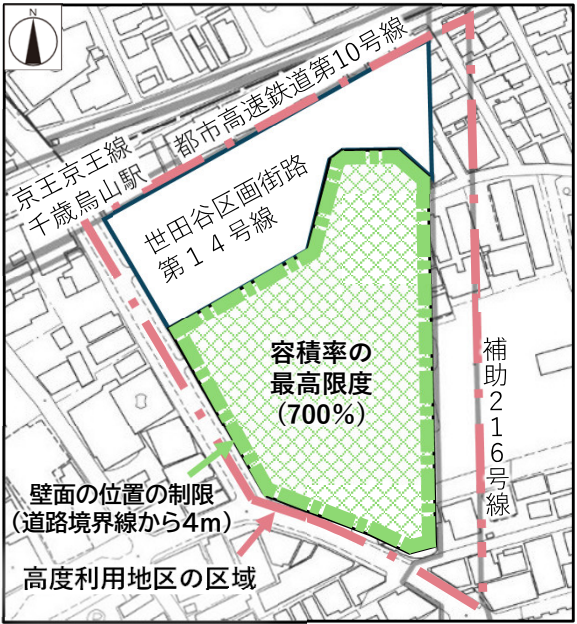 N
都市高速鉄道第10号線
京王京王線
千歳烏山駅
世田谷区画街路
第14号線
容積率の
最高限度
(700%)
補助216号線
壁面の位置の制限
(道路境界線から4m)
高度利用地区の区域